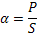 α = P/S